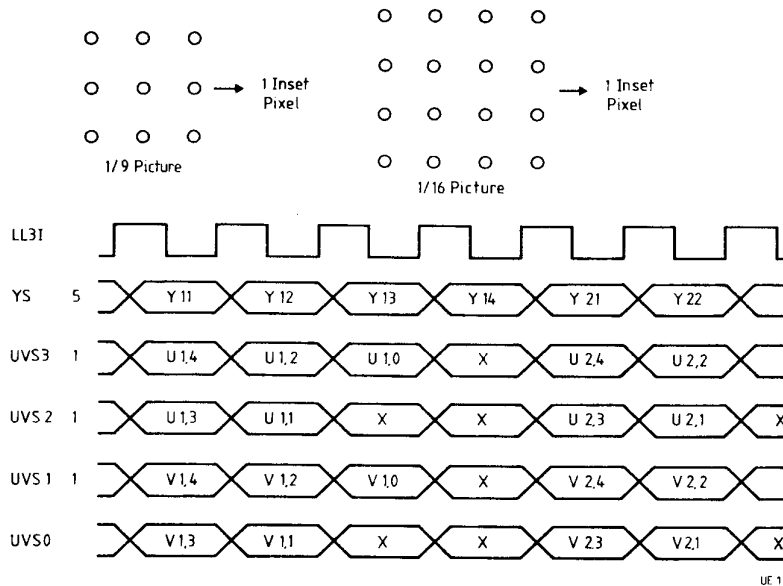 1 Inset
Pixel
1/9 Picture
1 Inset
Pixel
1/16 Picture
LL3I
YS 5 Y 11 Y 12 Y 13 Y 14 Y 21 Y 22
UVS3 1 U 1,4 U 1,2 U 1,0 X U 2,4 U 2,2
UVS 2 1 U 1,3 U 1,1 X X U 2,3 U 2,1 X
UVS 1 1 V 1,4 V 1,2 V 1,0 X V 2,4 V 2,2
UVS0 V 1,3 V 1,1 X X V 2,3 V 2,1 X